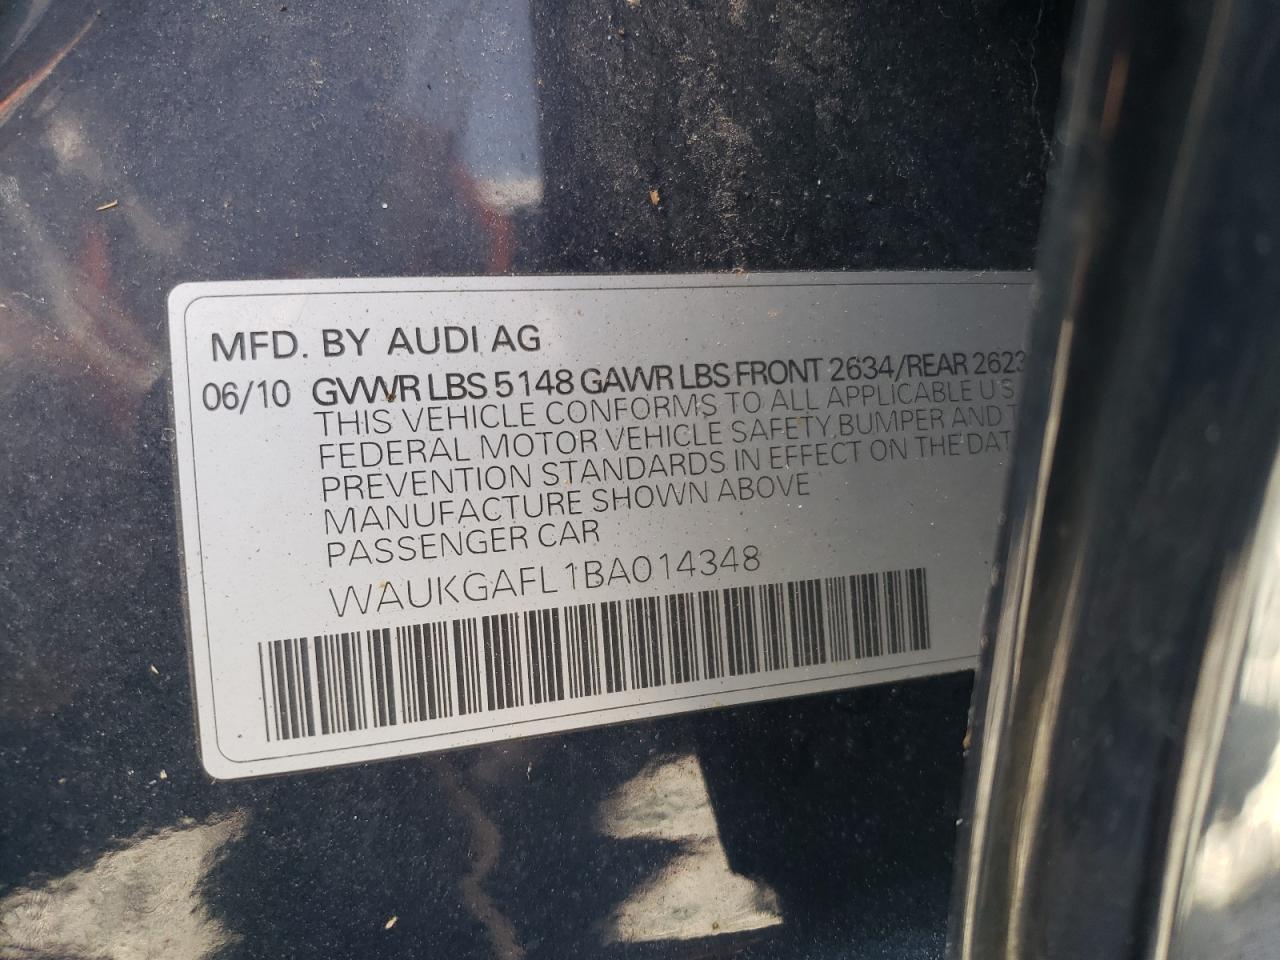 MFD. BY AUDI AG
06/10 GVWR LBS 5148 GAWR LBS FRONT 2634/REAR 2623
THIS VEHICLE CONFORMS TO ALL APPLICABLE U S
FEDERAL MOTOR VEHICLE SAFETY BUMPER AND T
PREVENTION STANDARDS IN EFFECT ON THE DAT
MANUFACTURE SHOWN ABOVE
PASSENGER CAR
WAUKGAFL1BA014348